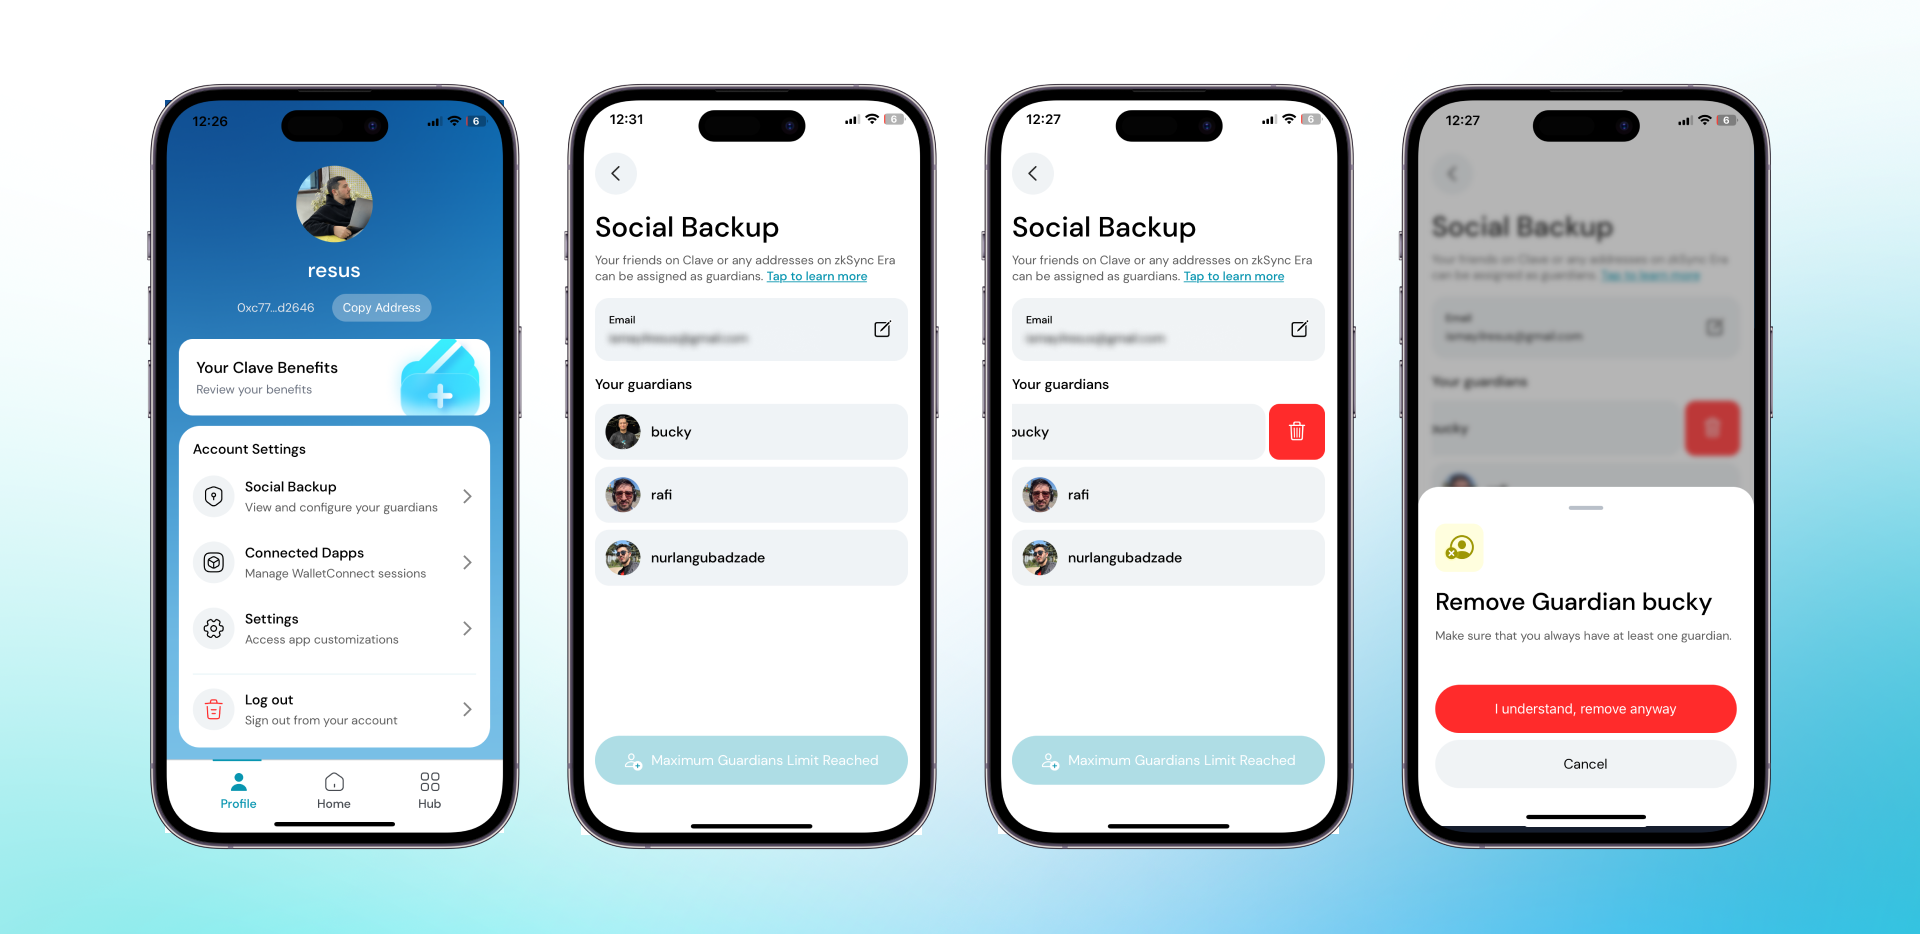 12:26
6
resus
0xc77...d2646
Copy Address
Your Clave Benefits
Review your benefits
Account Settings
Social Backup
View and configure your guardians
Connected Dapps
Manage WalletConnect sessions
Settings
Access app customizations
Log out
Sign out from your account
Profile
Home
Hub
12:31
6
Social Backup
Your friends on Clave or any addresses on zkSync Era
can be assigned as guardians. Tap to learn more
Email
Your guardians
bucky
rafi
nurlangubadzade
Maximum Guardians Limit Reached
12:27
6
Social Backup
Your friends on Clave or any addresses on zkSync Era
can be assigned as guardians. Tap to learn more
Email
Your guardians
bucky
rafi
nurlangubadzade
Maximum Guardians Limit Reached
12:27
6
Social Backup
Your friends on Clave or any addresses on zkSync Era
can be assigned as guardians. Tap to learn more
Email
Your guardians
bucky
Remove Guardian bucky
Make sure that you always have at least one guardian.
I understand, remove anyway
Cancel